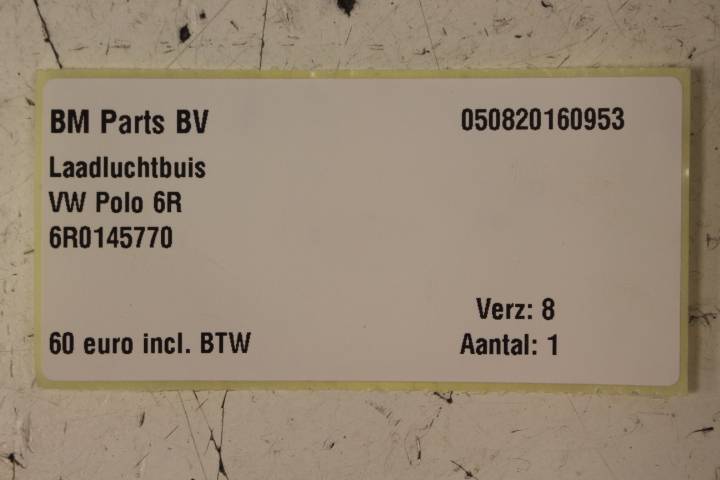 BM Parts BV 050820160953
Laadluchtbuis
VW Polo 6R
6R0145770
Verz: 8
60 euro incl. BTW Aantal: 1